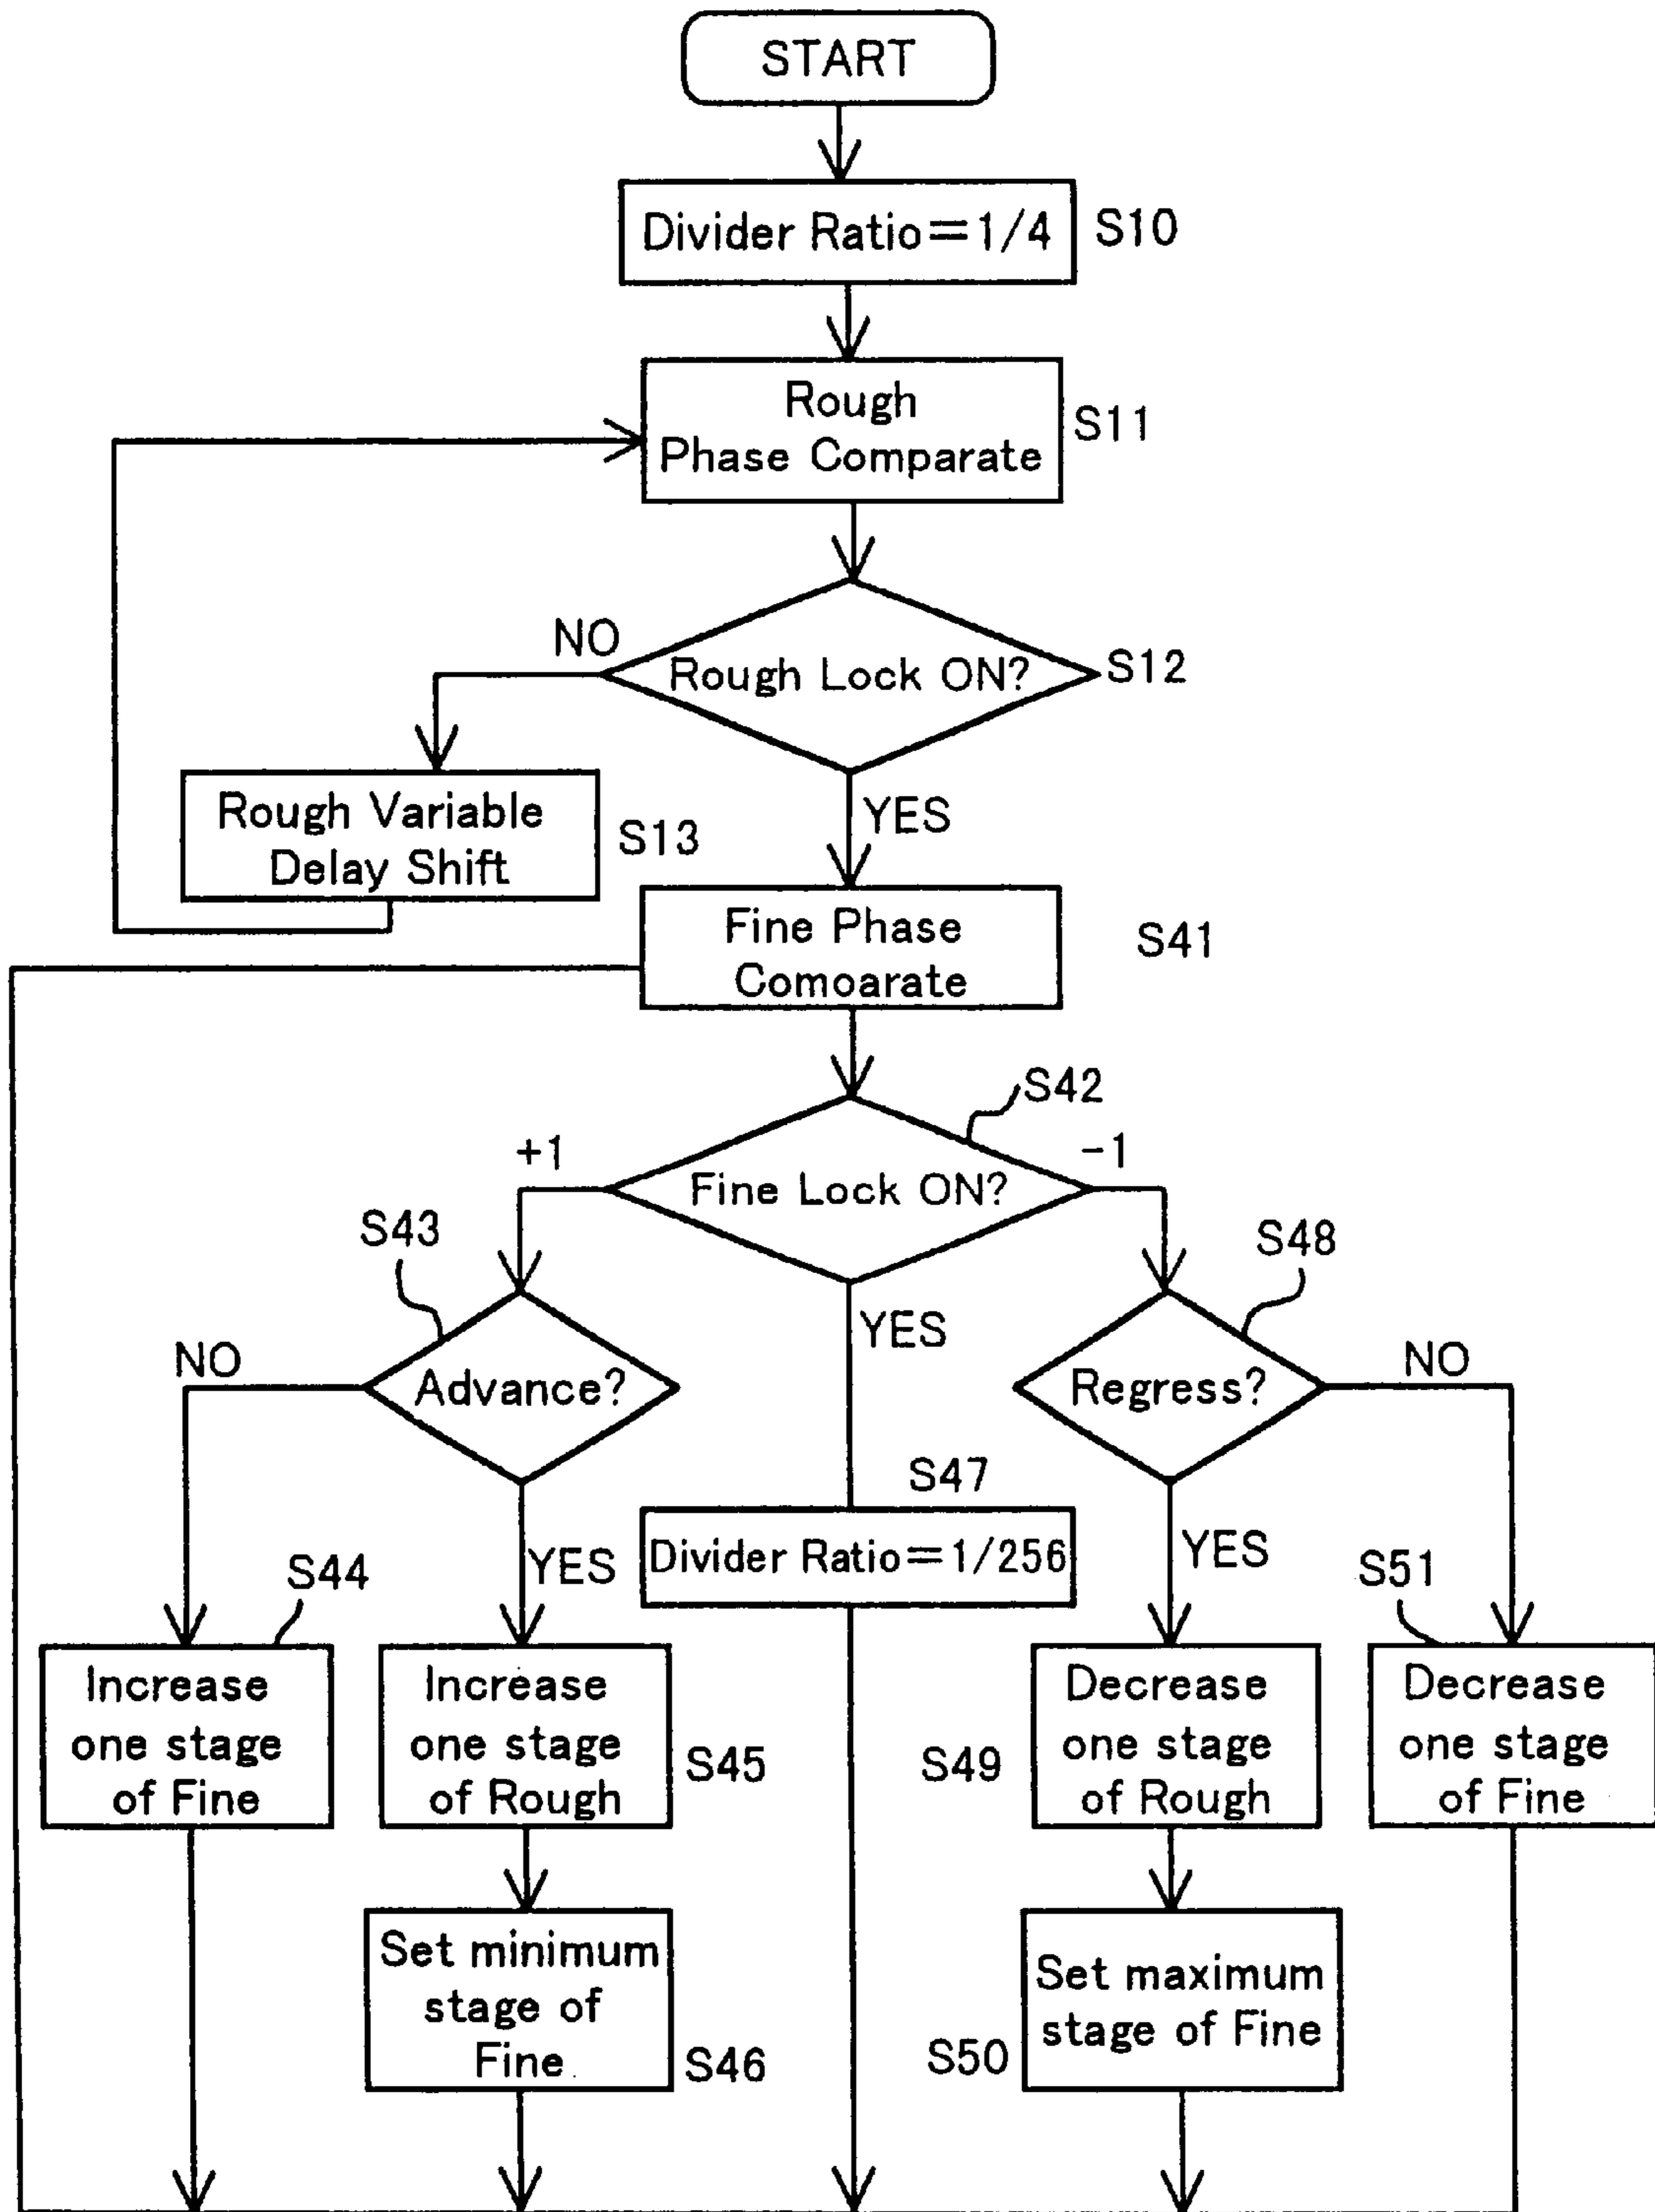 START
Divider Ratio=1/4
S10
Rough
Phase Comparate
S11
NO
Rough Lock ON?
S12
Rough Variable
Delay Shift
S13
YES
Fine Phase
Comoarate
S41
S42
+1
Fine Lock ON?
-1
S43
S48
YES
NO
Advance?
Regress?
NO
S47
Divider Ratio=1/256
S44
YES
YES
S51
Increase
one stage
of Fine
Increase
one stage
of Rough
S45
S49
Decrease
one stage
of Rough
Decrease
one stage
of Fine
Set minimum
stage of
Fine
S46
S50
Set maximum
stage of Fine